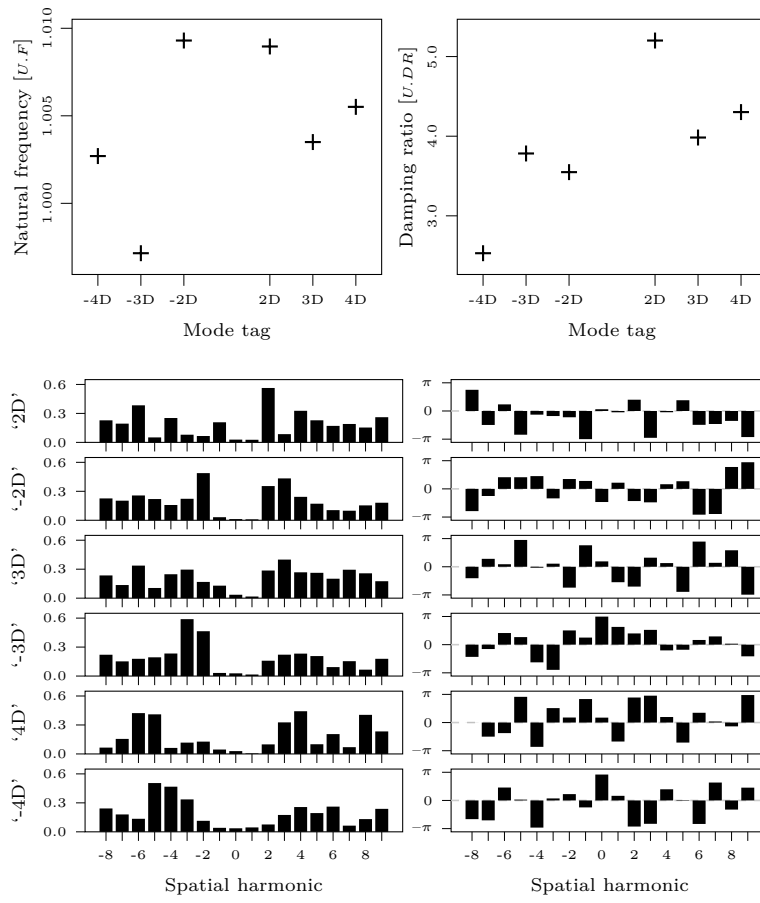 Natural frequency [U.F]
1.000 1.005 1.010
-4D -3D -2D 2D 3D 4D
Mode tag
Damping ratio [U.DR]
3.0 4.0 5.0
-4D -3D -2D 2D 3D 4D
Mode tag
‘2D’
0.6
0.3
0.0
π
0
−π
‘-2D’
0.6
0.3
0.0
π
0
−π
‘3D’
0.6
0.3
0.0
π
0
−π
‘-3D’
0.6
0.3
0.0
π
0
−π
‘4D’
0.6
0.3
0.0
π
0
−π
‘-4D’
0.6
0.3
0.0
π
0
−π
-8 -6 -4 -2 0 2 4 6 8
Spatial harmonic
-8 -6 -4 -2 0 2 4 6 8
Spatial harmonic